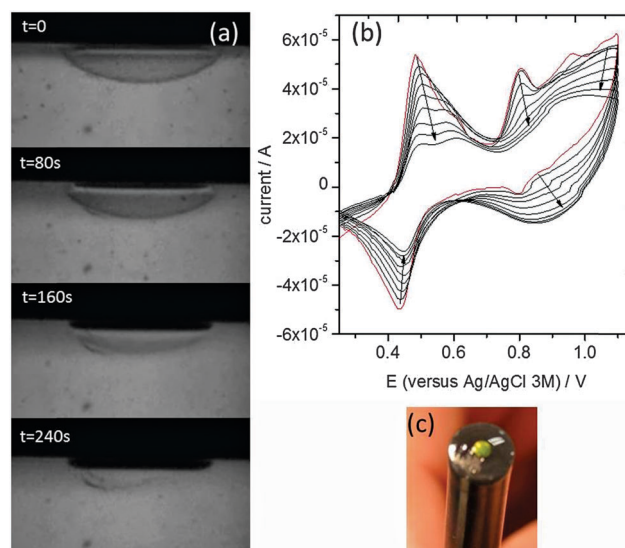 t=0
(a)
t=80s
t=160s
t=240s
(b)
6x10⁻⁵
4x10⁻⁵
2x10⁻⁵
0
-2x10⁻⁵
-4x10⁻⁵
-6x10⁻⁵
current / A
0.4 0.6 0.8 1.0
E (versus Ag/AgCl 3M) / V
(c)